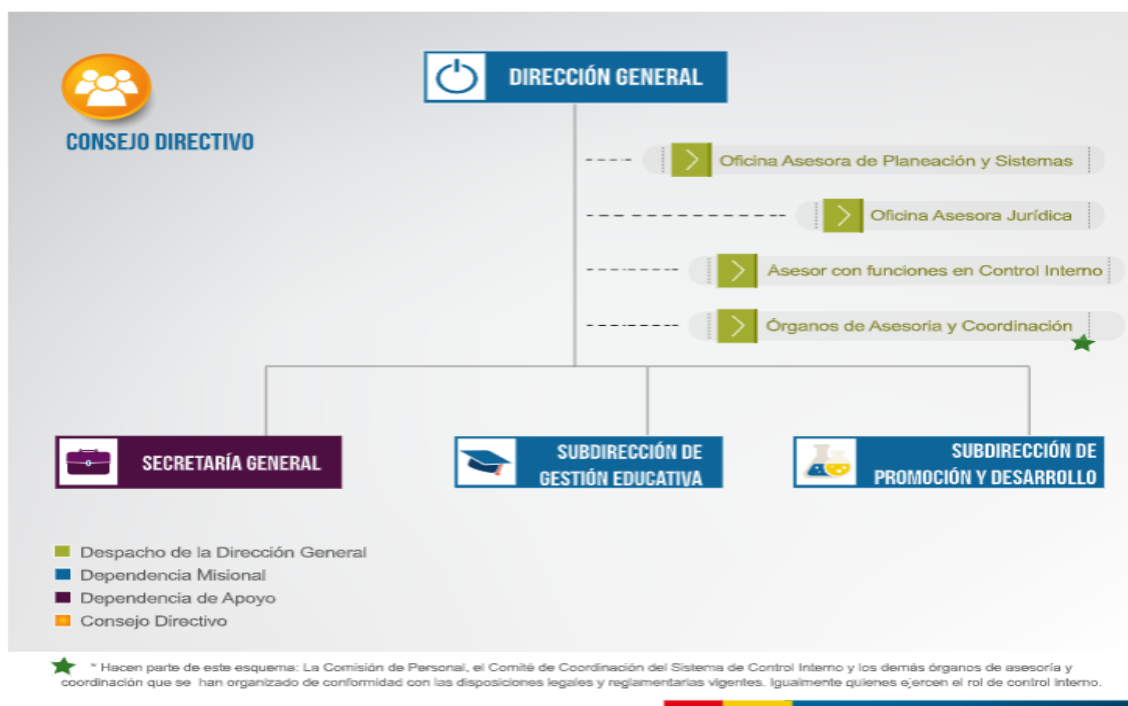 DIRECCIÓN GENERAL
CONSEJO DIRECTIVO
Oficina Asesora de Planeación y Sistemas
Oficina Asesora Jurídica
Asesor con funciones en Control Interno
Órganos de Asesoria y Coordinación
SECRETARÍA GENERAL
SUBDIRECCIÓN DE
GESTIÓN EDUCATIVA
SUBDIRECCIÓN DE
PROMOCIÓN Y DESARROLLO
Despacho de la Dirección General
Dependencia Misional
Dependencia de Apoyo
Consejo Directivo
* Hacen parte de este esquema: La Comisión de Personal, el Comité de Coordinación del Sistema de Control Interno y los demás órganos de asesoría y
coordinación que se han organizado de conformidad con las disposiciones legales y reglamentarias vigentes. Igualmente quienes ejercen el rol de control interno.